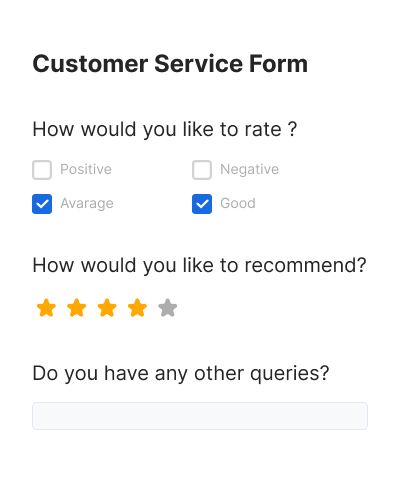 Customer Service Form
How would you like to rate ?
Positive
Negative
Avarage
Good
How would you like to recommend?
Do you have any other queries?